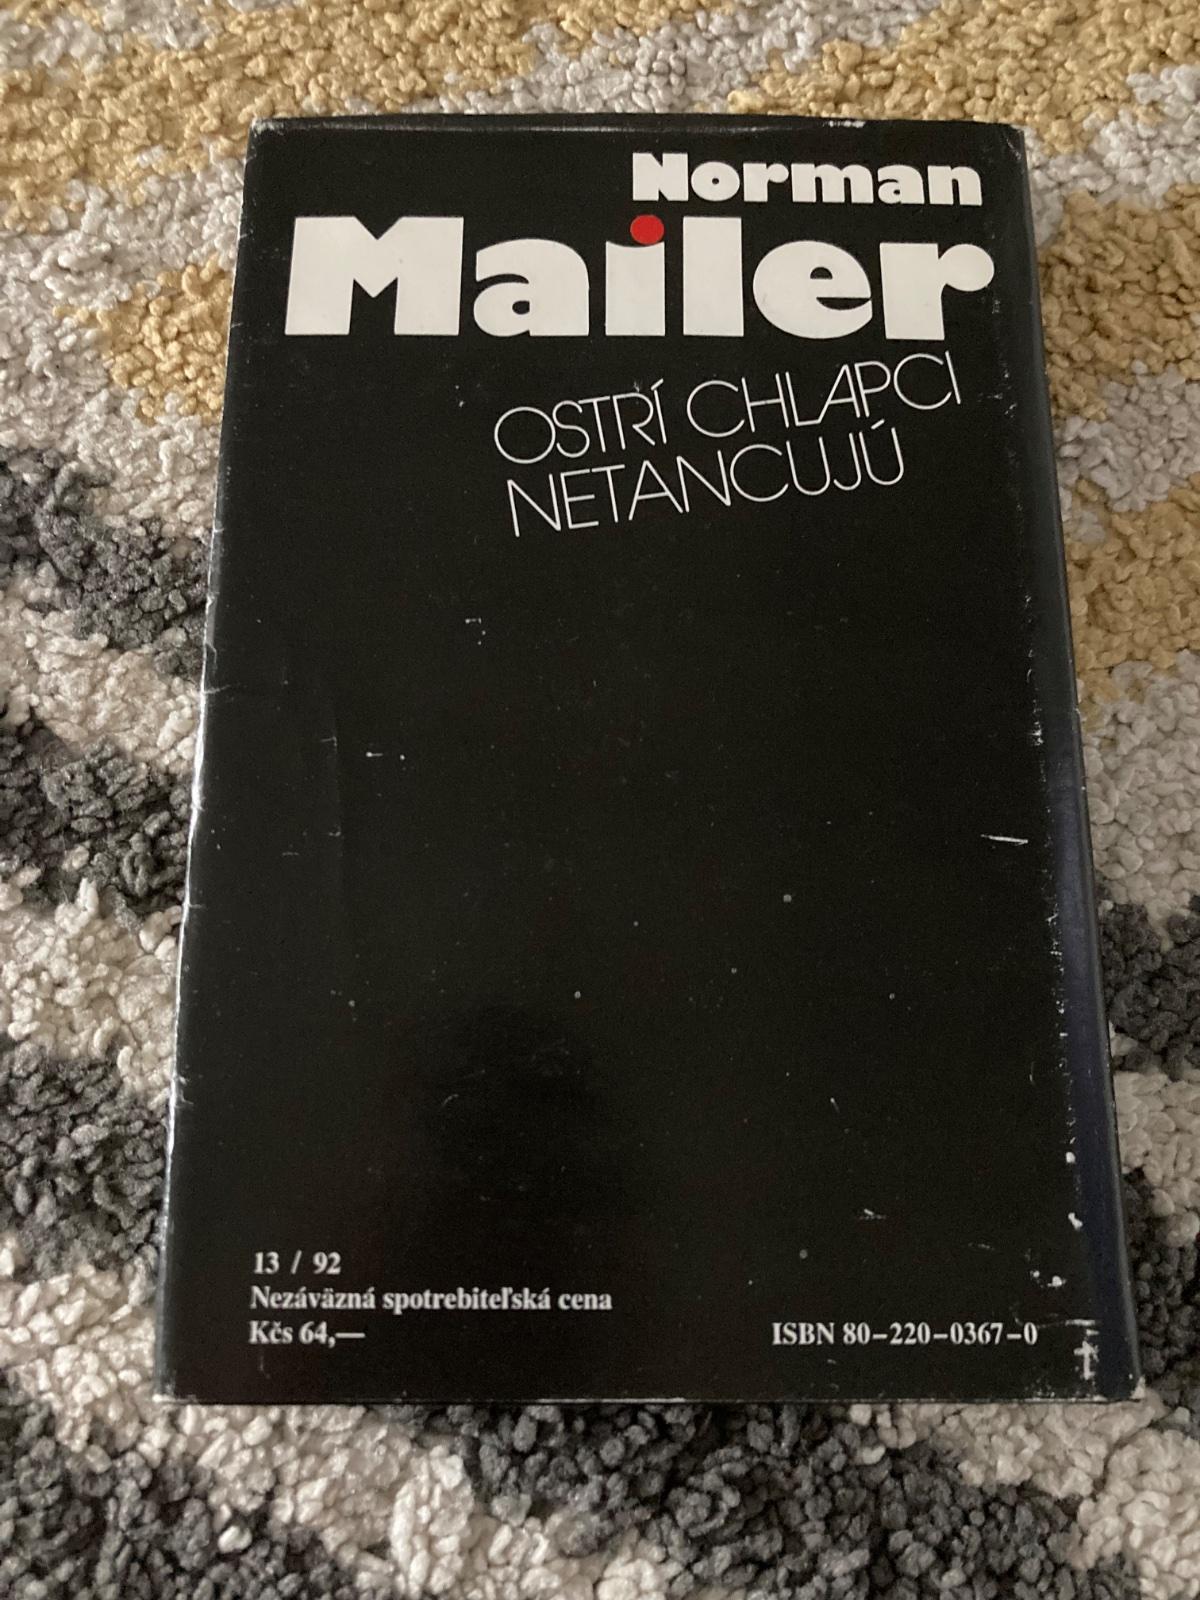 Norman
Mailer
OSTRÍ CHLAPCI
NETANCUJÚ
13 / 92
Nezáväzná spotrebiteľská cena
Kčs 64,—
ISBN 80–220–0367–0